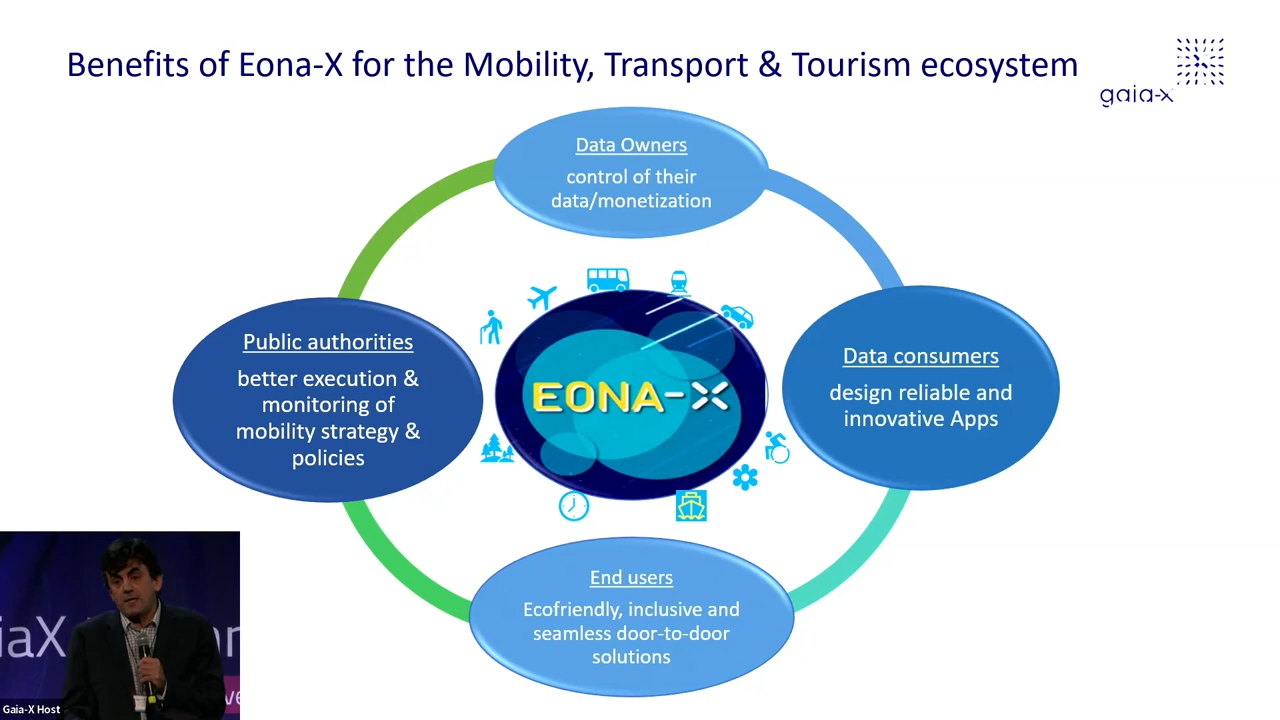 Benefits of Eona-X for the Mobility, Transport & Tourism ecosystem
gaia-x
Data Owners
control of their
data/monetization
Public authorities
better execution &
monitoring of
mobility strategy &
policies
EONA-X
Data consumers
design reliable and
innovative Apps
End users
Ecofriendly, inclusive and
seamless door-to-door
solutions
iaX
Gaia-X Host